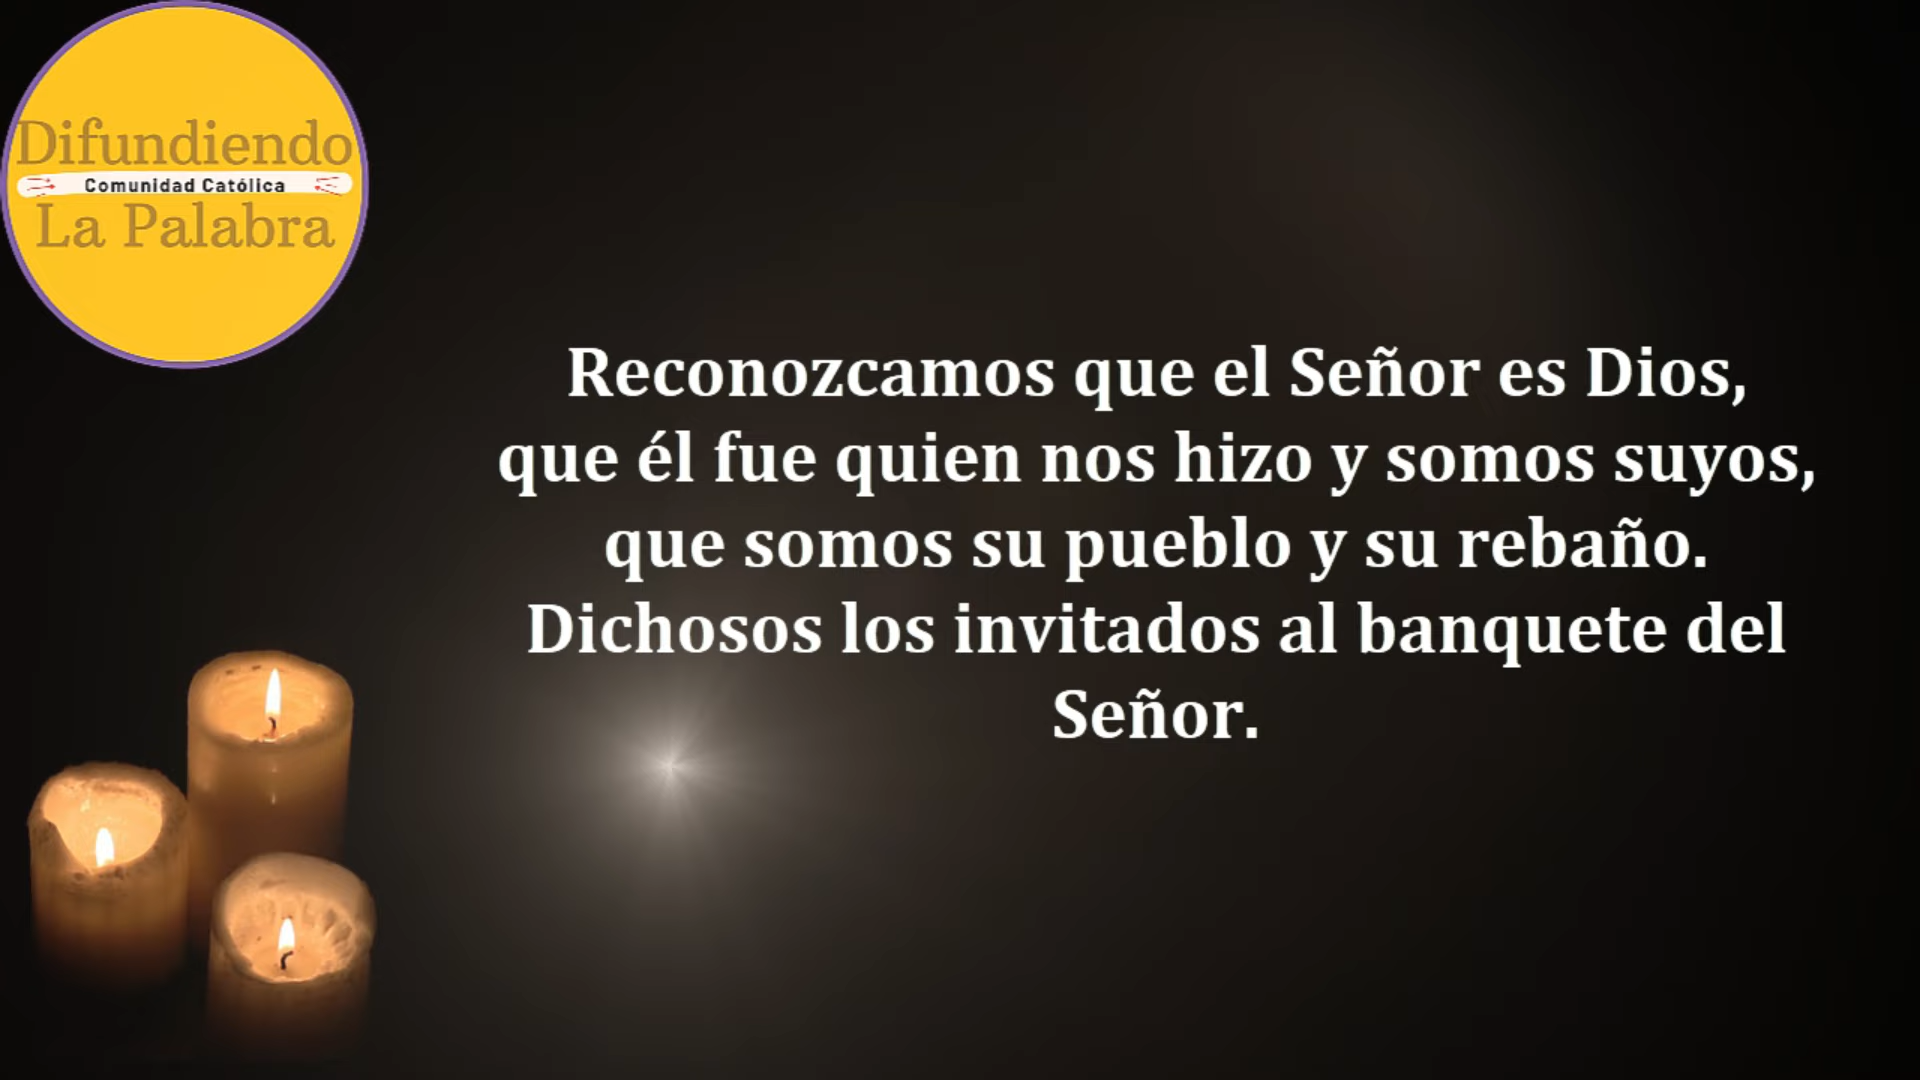 Difundiendo
Comunidad Católica
La Palabra
Reconozcamos que el Señor es Dios,
que él fue quien nos hizo y somos suyos,
que somos su pueblo y su rebaño.
Dichosos los invitados al banquete del
Señor.